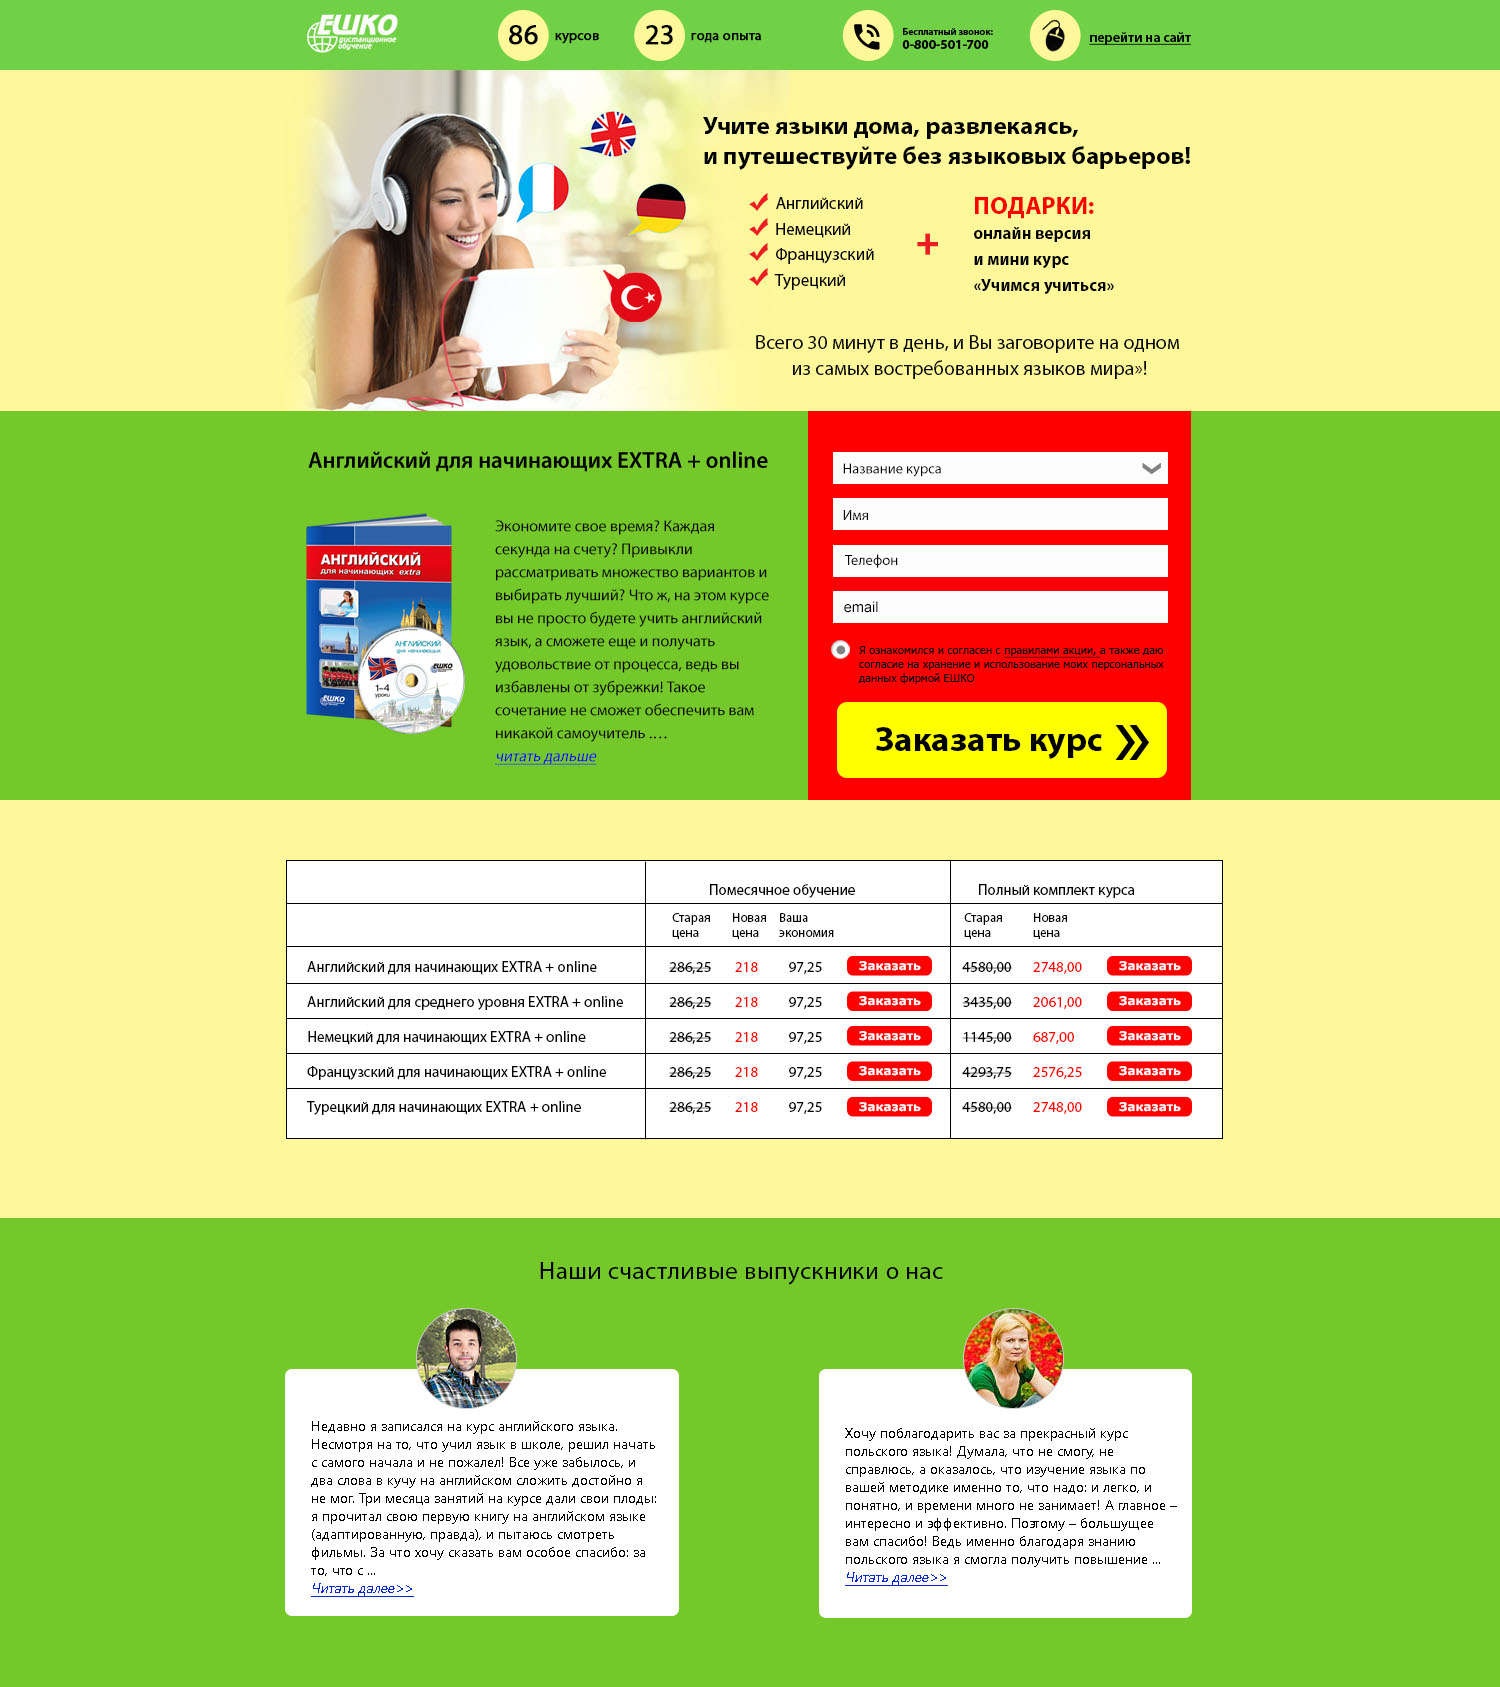 ЕШКО
дистанционное
обучение
86 курсов
23 года опыта
Бесплатный звонок:
0-800-501-700
перейти на сайт
Учите языки дома, развлекаясь,
и путешествуйте без языковых барьеров!
Английский
Немецкий
Французский
Турецкий
+
ПОДАРКИ:
онлайн версия
и мини курс
«Учимся учиться»
Всего 30 минут в день, и Вы заговорите на одном
из самых востребованных языков мира»!
Английский для начинающих EXTRA + online
АНГЛИЙСКИЙ
для начинающих extra
АНГЛИЙСКИЙ
для начинающих
ЕШКО
1–4
уроки
ЕШКО
Экономите свое время? Каждая
секунда на счету? Привыкли
рассматривать множество вариантов и
выбирать лучший? Что ж, на этом курсе
вы не просто будете учить английский
язык, а сможете еще и получать
удовольствие от процесса, ведь вы
избавлены от зубрежки! Такое
сочетание не сможет обеспечить вам
никакой самоучитель ….
читать дальше
Название курса
Имя
Телефон
email
Я ознакомился и согласен с правилами акции, а также даю
согласие на хранение и использование моих персональных
данных фирмой ЕШКО
Заказать курс
Помесячное обучение Полный комплект курса
Старая Новая Ваша Старая Новая
цена цена экономия цена цена
Английский для начинающих EXTRA + online 286,25 218 97,25 Заказать 4580,00 2748,00 Заказать
Английский для среднего уровня EXTRA + online 286,25 218 97,25 Заказать 3435,00 2061,00 Заказать
Немецкий для начинающих EXTRA + online 286,25 218 97,25 Заказать 1145,00 687,00 Заказать
Французский для начинающих EXTRA + online 286,25 218 97,25 Заказать 4293,75 2576,25 Заказать
Турецкий для начинающих EXTRA + online 286,25 218 97,25 Заказать 4580,00 2748,00 Заказать
Наши счастливые выпускники о нас
Недавно я записался на курс английского языка.
Несмотря на то, что учил язык в школе, решил начать
с самого начала и не пожалел! Все уже забылось, и
два слова в кучу на английском сложить достойно я
не мог. Три месяца занятий на курсе дали свои плоды:
я прочитал свою первую книгу на английском языке
(адаптированную, правда), и пытаюсь смотреть
фильмы. За что хочу сказать вам особое спасибо: за
то, что с ...
Читать далее>>
Хочу поблагодарить вас за прекрасный курс
польского языка! Думала, что не смогу, не
справлюсь, а оказалось, что изучение языка по
вашей методике именно то, что надо: и легко, и
понятно, и времени много не занимает! А главное –
интересно и эффективно. Поэтому – большущее
вам спасибо! Ведь именно благодаря знанию
польского языка я смогла получить повышение ...
Читать далее>>